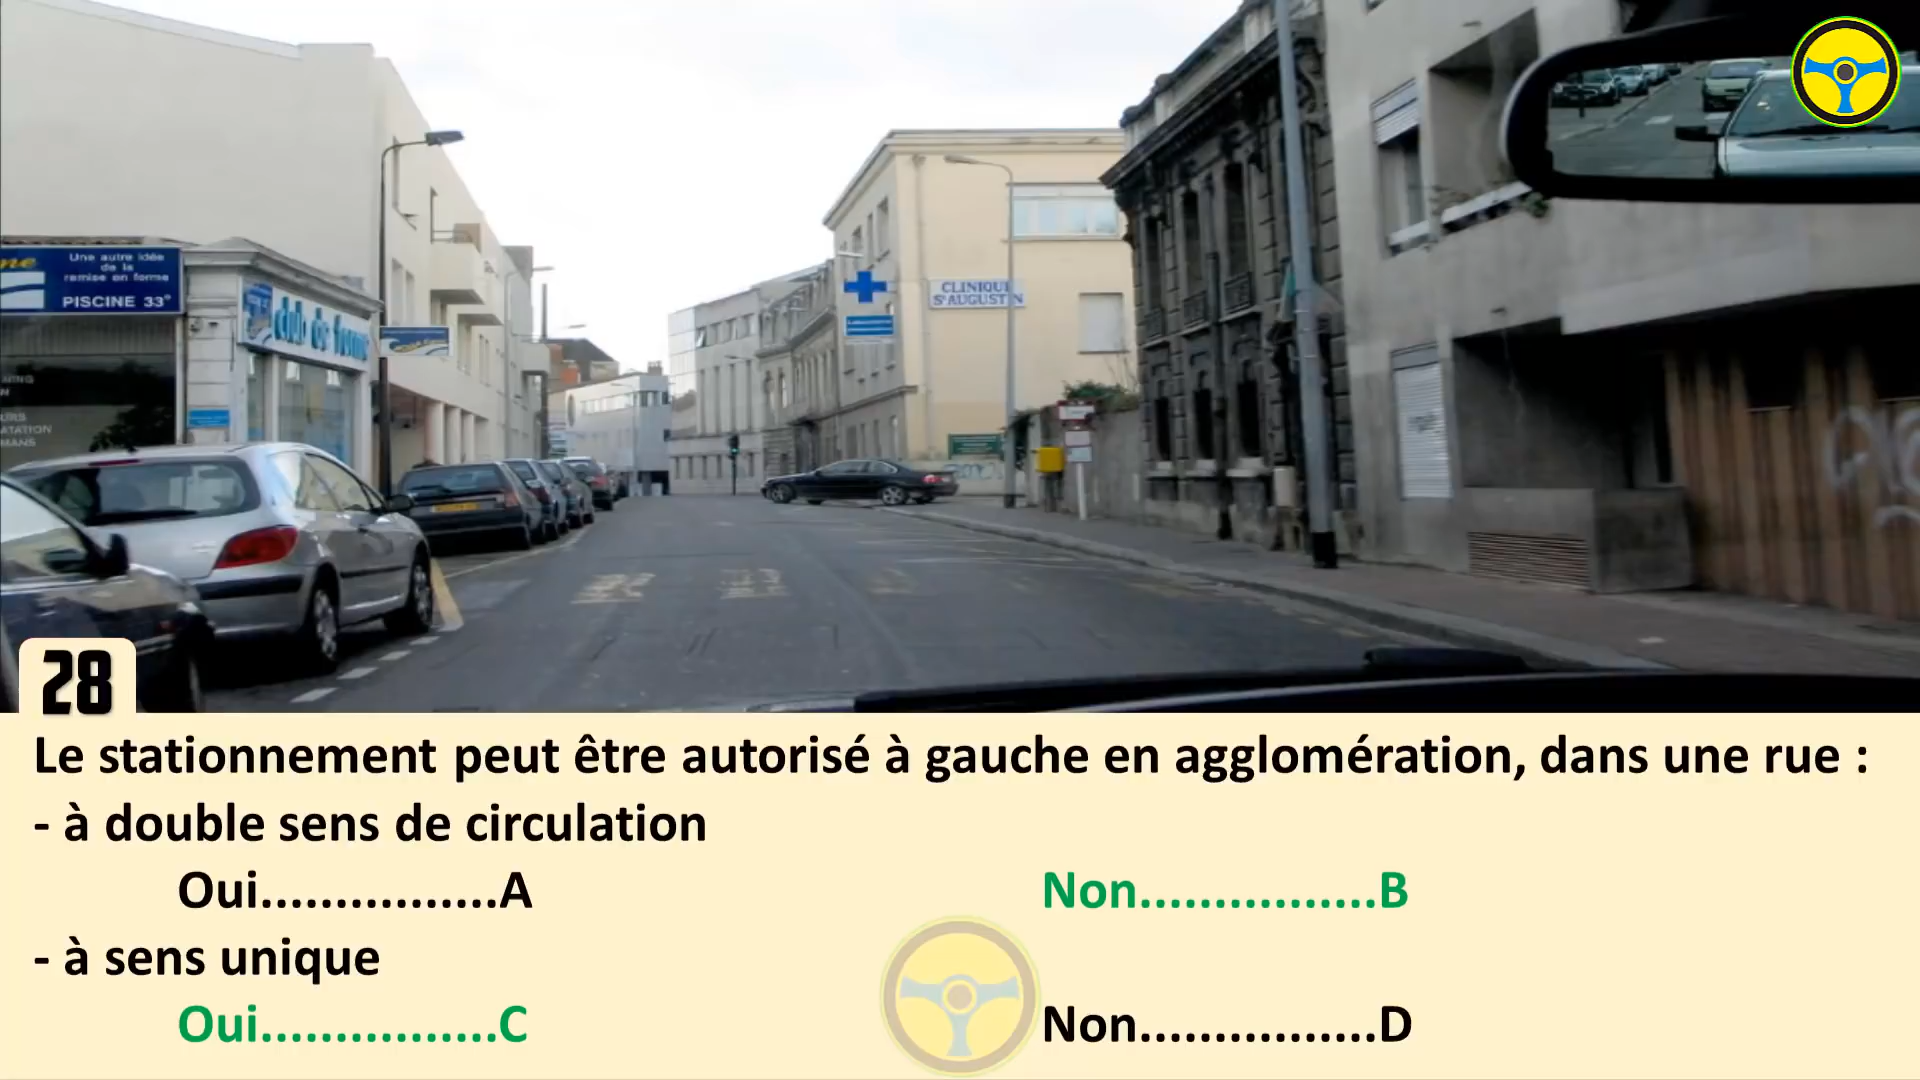 Une autre idée
de la
remise en forme
PISCINE 33°
club de forme
CLINIQUE
St AUGUSTIN
28
Le stationnement peut être autorisé à gauche en agglomération, dans une rue :
- à double sens de circulation
Oui................A
Non................B
- à sens unique
Oui................C
Non................D